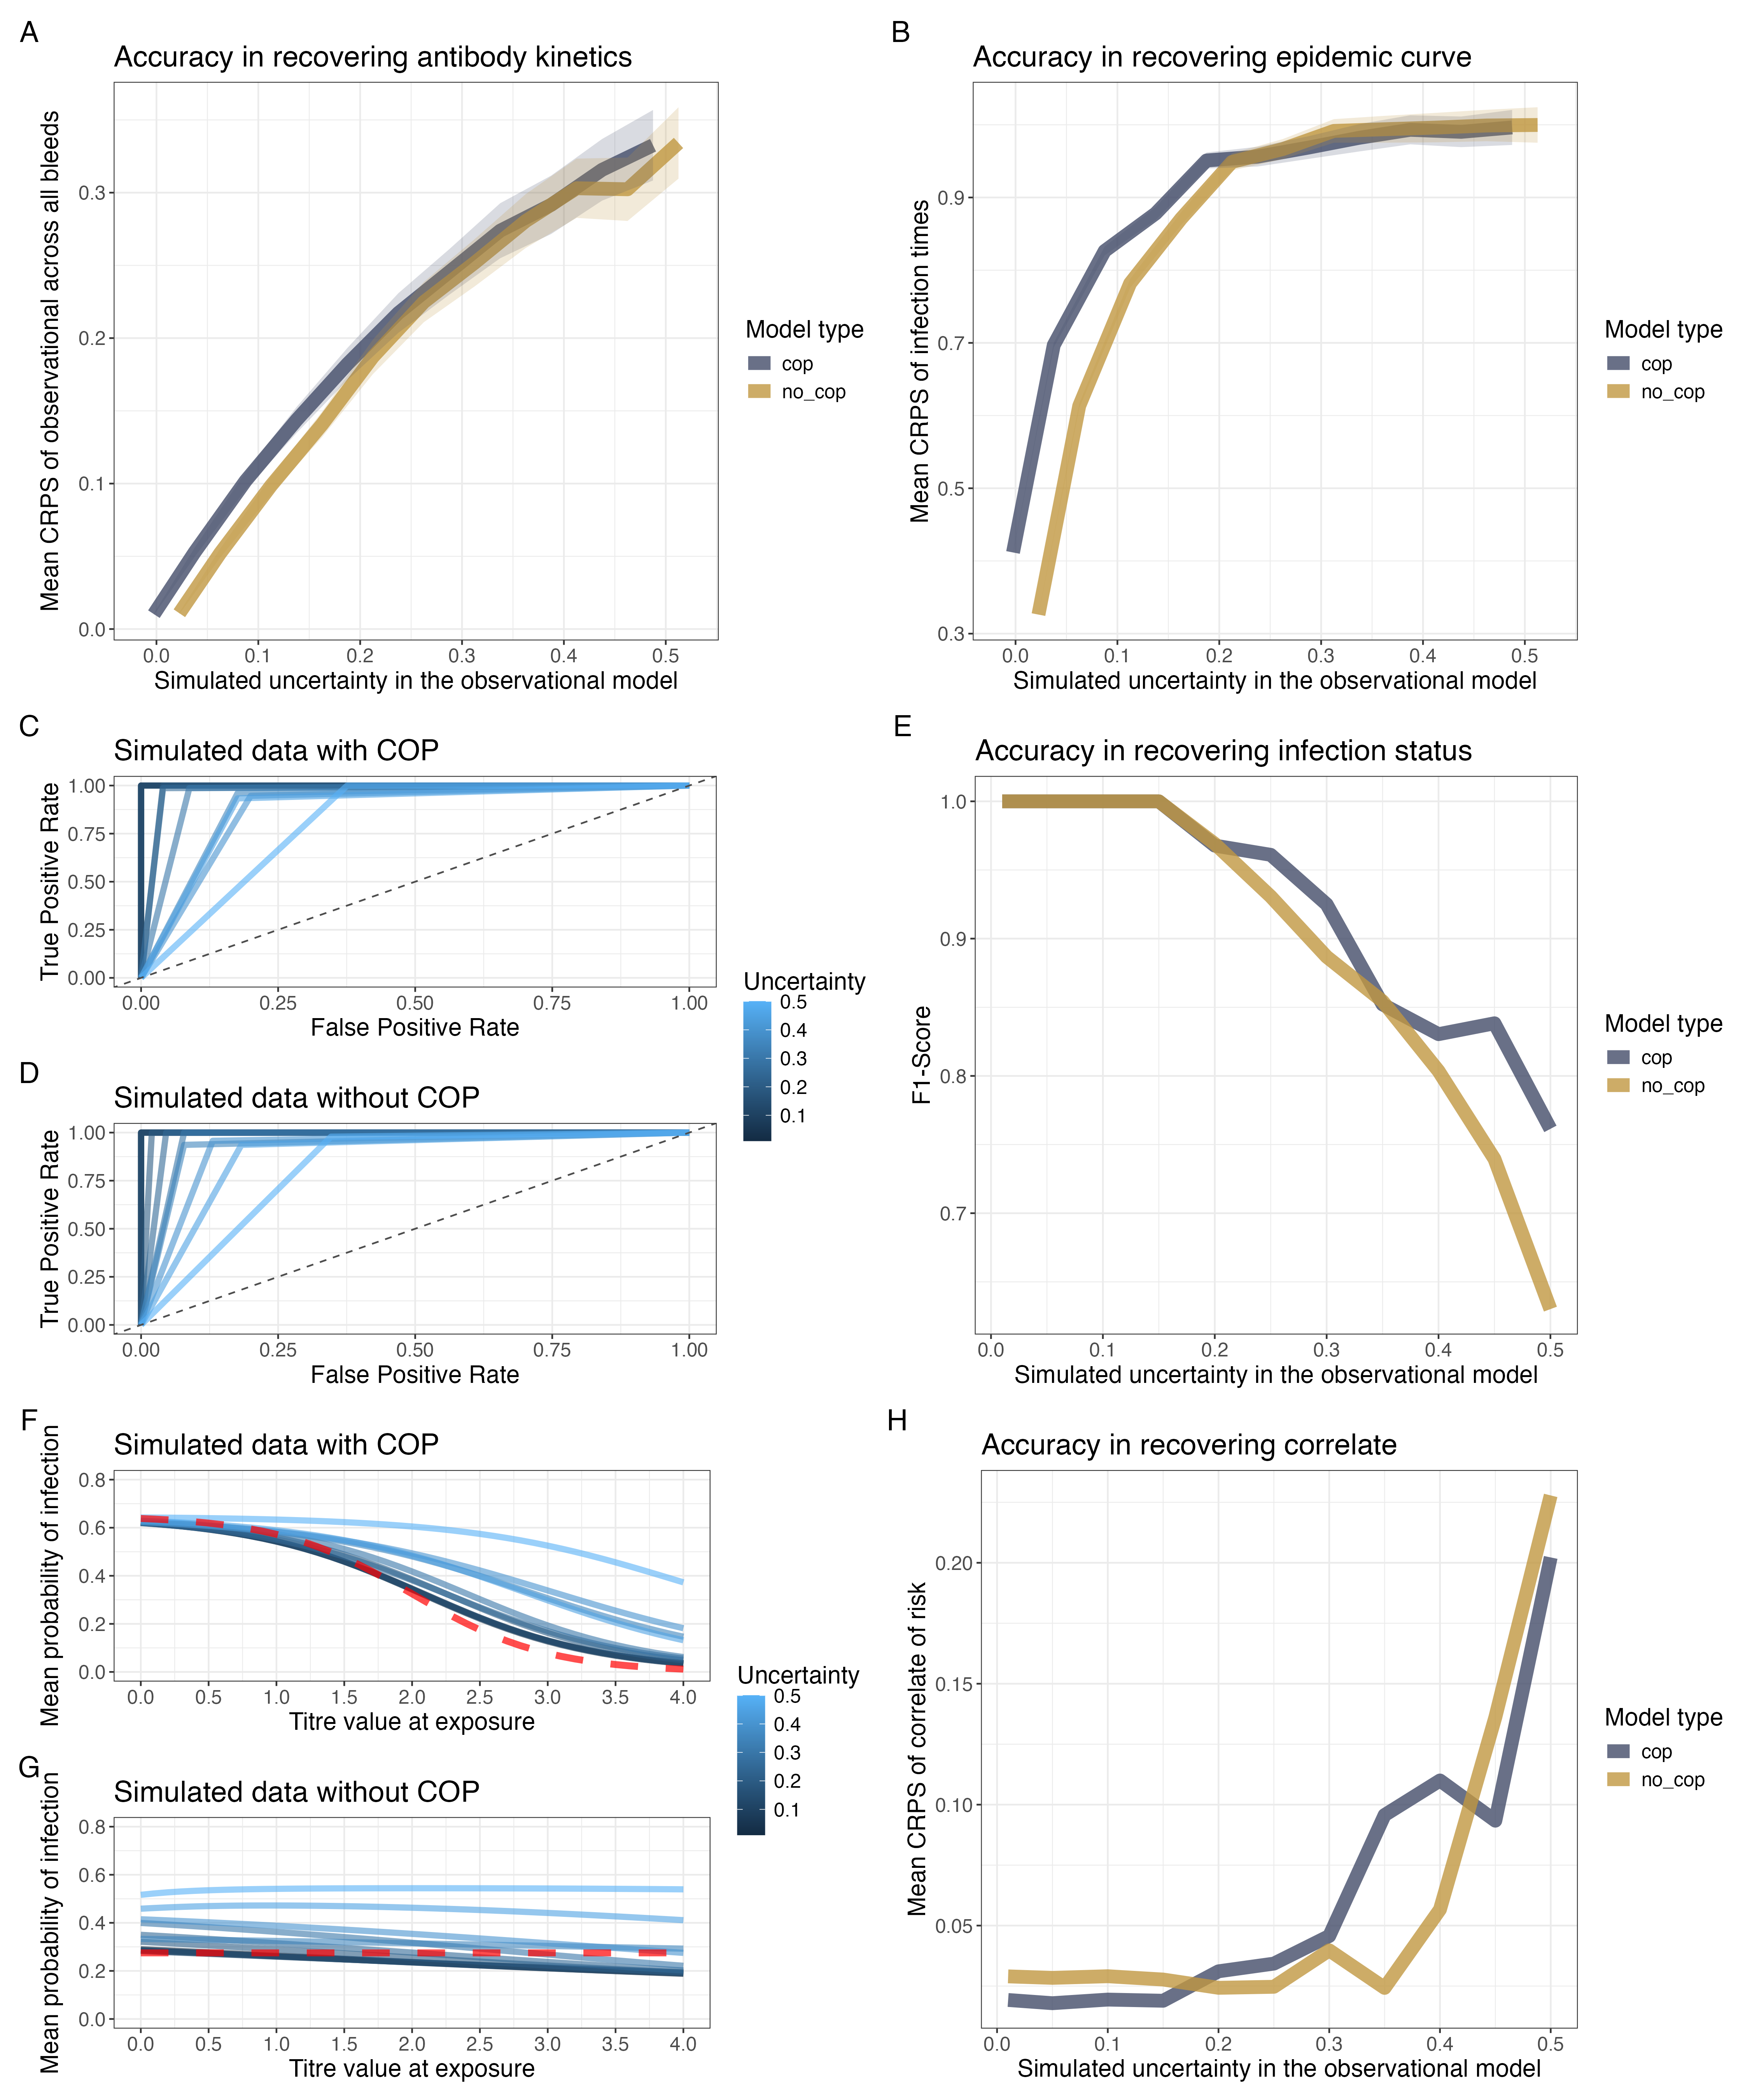 A
Accuracy in recovering antibody kinetics
Mean CRPS of observational across all bleeds
0.3
0.2
0.1
0.0
0.0 0.1 0.2 0.3 0.4 0.5
Simulated uncertainty in the observational model
Model type
cop
no_cop
B
Accuracy in recovering epidemic curve
Mean CRPS of infection times
0.9
0.7
0.5
0.3
0.0 0.1 0.2 0.3 0.4 0.5
Simulated uncertainty in the observational model
Model type
cop
no_cop
C
Simulated data with COP
True Positive Rate
1.00
0.75
0.50
0.25
0.00
0.00 0.25 0.50 0.75 1.00
False Positive Rate
D
Simulated data without COP
True Positive Rate
1.00
0.75
0.50
0.25
0.00
0.00 0.25 0.50 0.75 1.00
False Positive Rate
Uncertainty
0.5
0.4
0.3
0.2
0.1
E
Accuracy in recovering infection status
F1-Score
1.0
0.9
0.8
0.7
0.0 0.1 0.2 0.3 0.4 0.5
Simulated uncertainty in the observational model
Model type
cop
no_cop
F
Simulated data with COP
Mean probability of infection
0.8
0.6
0.4
0.2
0.0
0.0 0.5 1.0 1.5 2.0 2.5 3.0 3.5 4.0
Titre value at exposure
G
Simulated data without COP
Mean probability of infection
0.8
0.6
0.4
0.2
0.0
0.0 0.5 1.0 1.5 2.0 2.5 3.0 3.5 4.0
Titre value at exposure
Uncertainty
0.5
0.4
0.3
0.2
0.1
H
Accuracy in recovering correlate
Mean CRPS of correlate of risk
0.20
0.15
0.10
0.05
0.0 0.1 0.2 0.3 0.4 0.5
Simulated uncertainty in the observational model
Model type
cop
no_cop